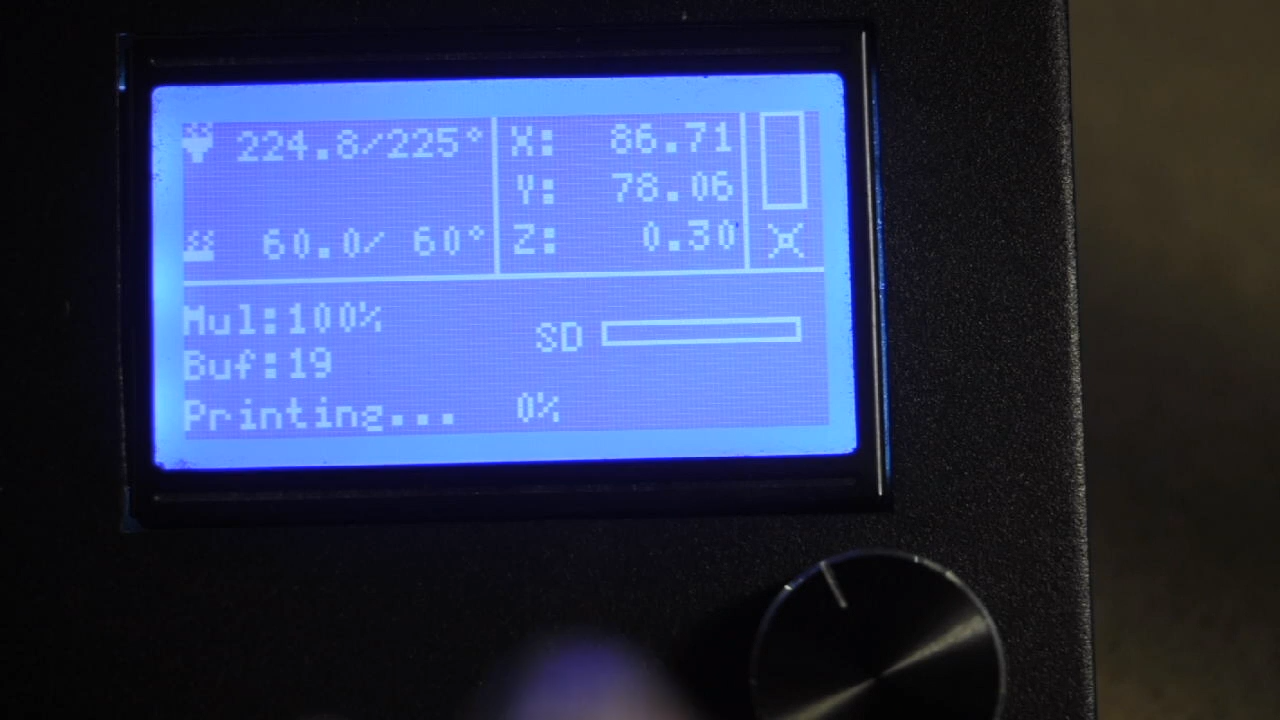 224.8/225° X: 86.71
Y: 78.06
60.0/ 60° Z: 0.30
Mul:100%
SD
Buf:19
Printing... 0%